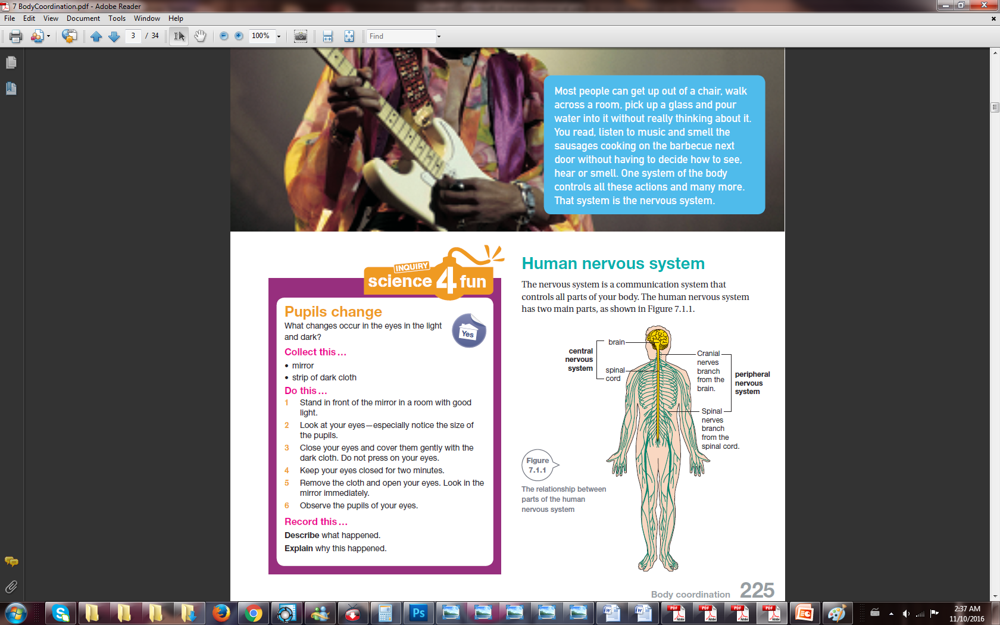 7 BodyCoordination.pdf - Adobe Reader
File Edit View Document Tools Window Help
3 / 34 100% Find
Most people can get up out of a chair, walk
across a room, pick up a glass and pour
water into it without really thinking about it.
You read, listen to music and smell the
sausages cooking on the barbecue next
door without having to decide how to see,
hear or smell. One system of the body
controls all these actions and many more.
That system is the nervous system.
INQUIRY
science 4 fun
Pupils change
What changes occur in the eyes in the light
and dark?
Yes
Collect this...
• mirror
• strip of dark cloth
Do this...
1 Stand in front of the mirror in a room with good
light.
2 Look at your eyes—especially notice the size of
the pupils.
3 Close your eyes and cover them gently with the
dark cloth. Do not press on your eyes.
4 Keep your eyes closed for two minutes.
5 Remove the cloth and open your eyes. Look in the
mirror immediately.
6 Observe the pupils of your eyes.
Record this...
Describe what happened.
Explain why this happened.
Human nervous system
The nervous system is a communication system that
controls all parts of your body. The human nervous system
has two main parts, as shown in Figure 7.1.1.
brain
central
nervous
system
spinal
cord
Cranial
nerves
branch
from the
brain.
peripheral
nervous
system
Spinal
nerves
branch
from the
spinal cord.
Figure
7.1.1
The relationship between
parts of the human
nervous system
Body coordination 225
Ps
PDF Adobe
PDF Adobe
PDF Adobe
PDF Adobe
2:37 AM
11/10/2016